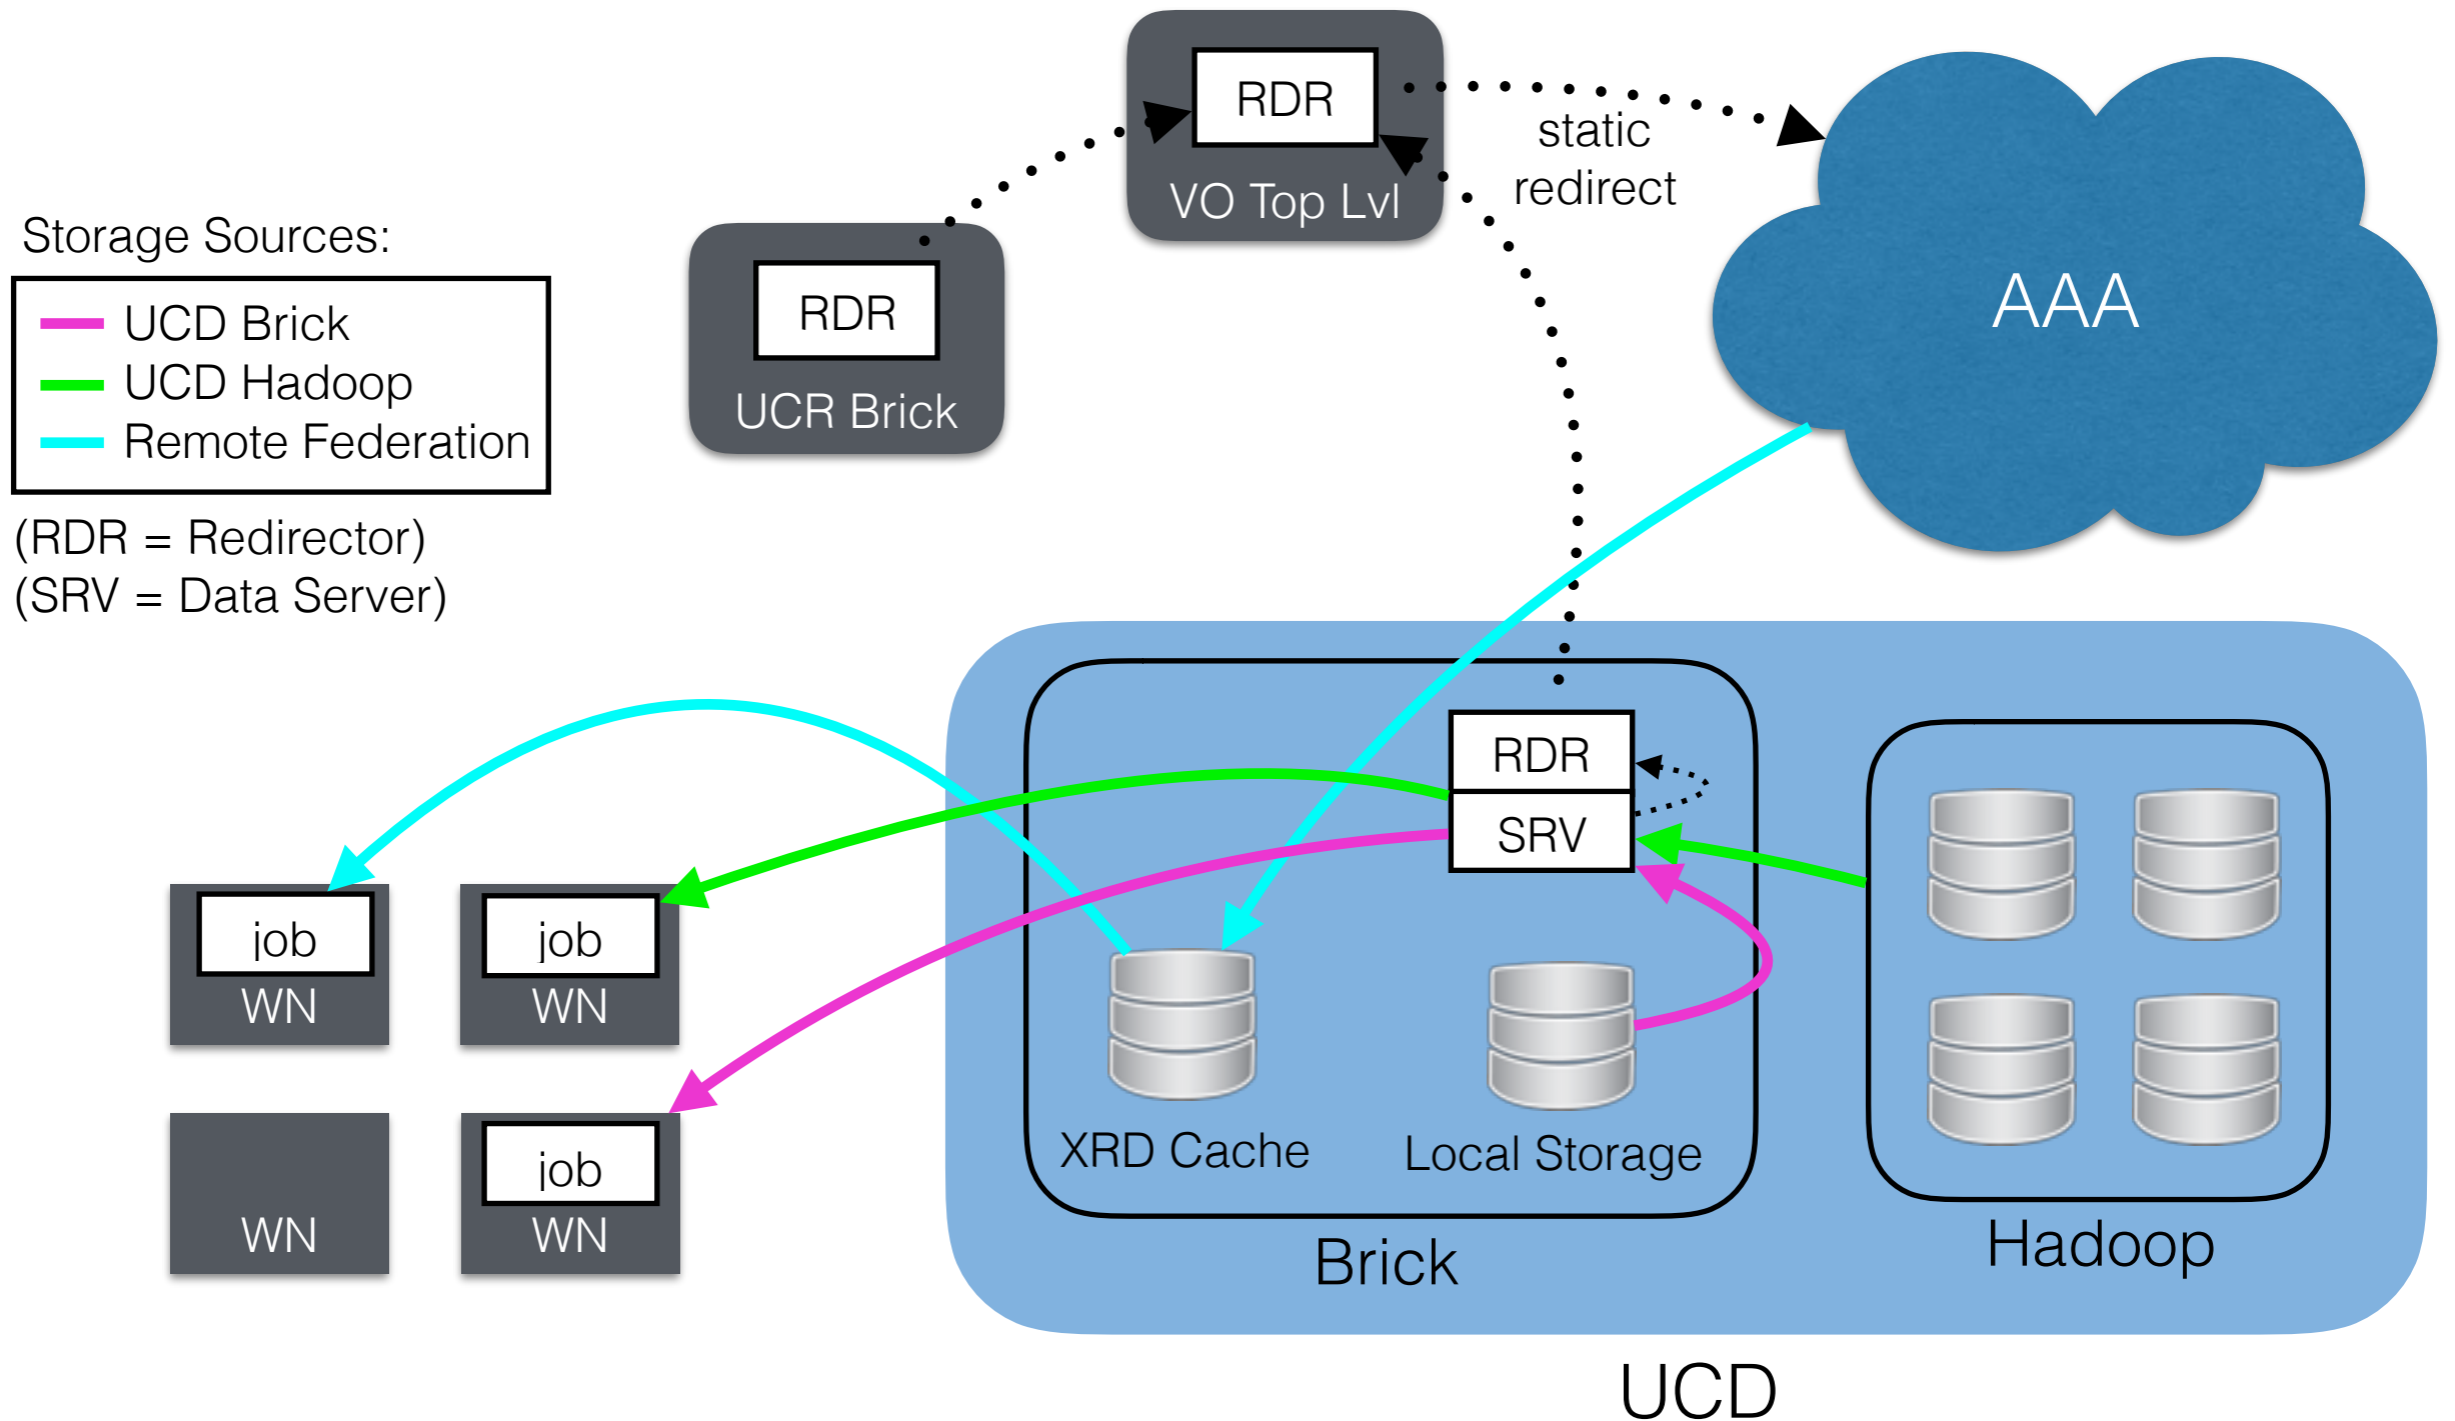 RDR
VO Top Lvl
static
redirect
AAA
Storage Sources:
UCD Brick
UCD Hadoop
Remote Federation
(RDR = Redirector)
(SRV = Data Server)
RDR
UCR Brick
RDR
SRV
job
WN
job
WN
WN
job
WN
XRD Cache
Local Storage
Brick
Hadoop
UCD